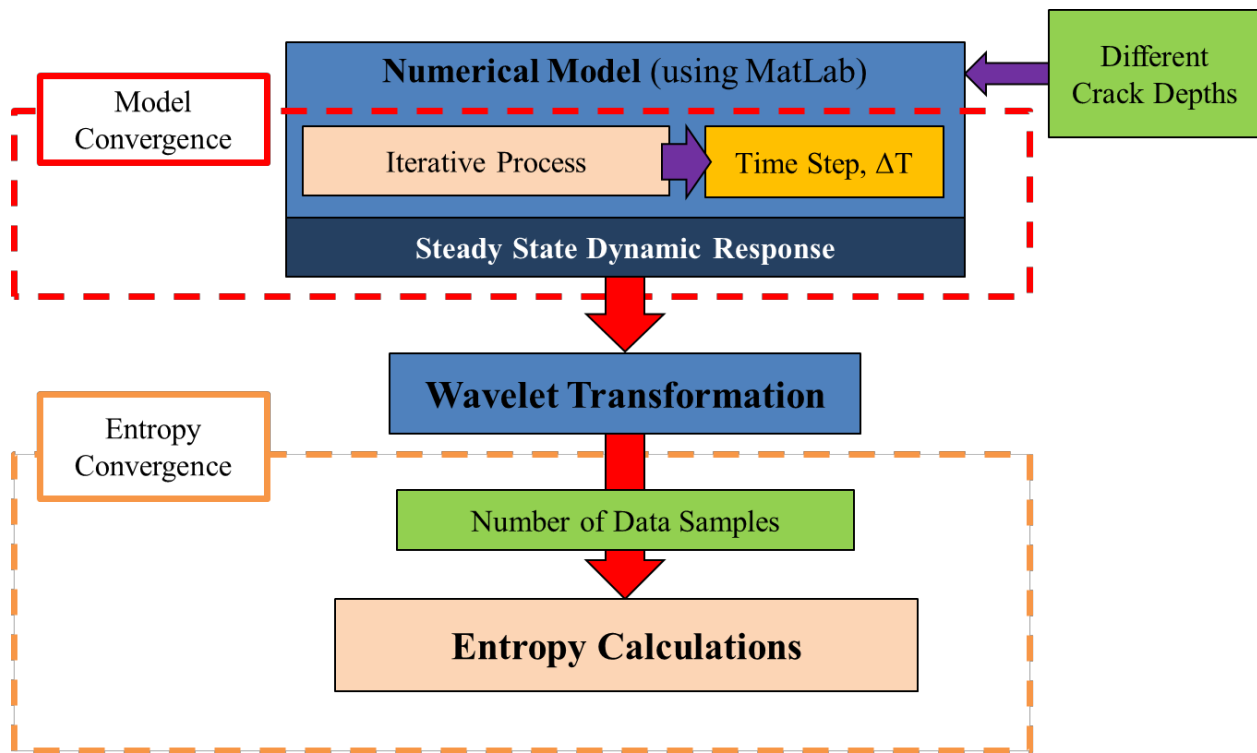 Numerical Model (using MatLab)
Different
Crack Depths
Model
Convergence
Iterative Process
Time Step, ΔT
Steady State Dynamic Response
Wavelet Transformation
Entropy
Convergence
Number of Data Samples
Entropy Calculations